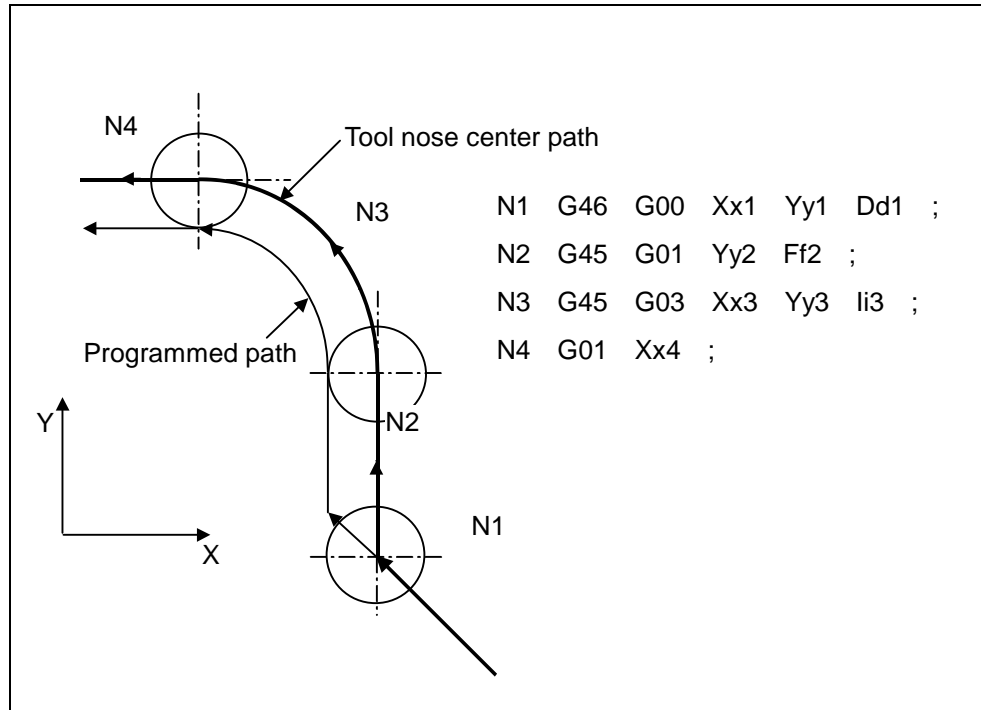 N4
Tool nose center path
N3
N1 G46 G00 Xx1 Yy1 Dd1 ;
N2 G45 G01 Yy2 Ff2 ;
N3 G45 G03 Xx3 Yy3 Ii3 ;
N4 G01 Xx4 ;
Programmed path
N2
Y
X
N1